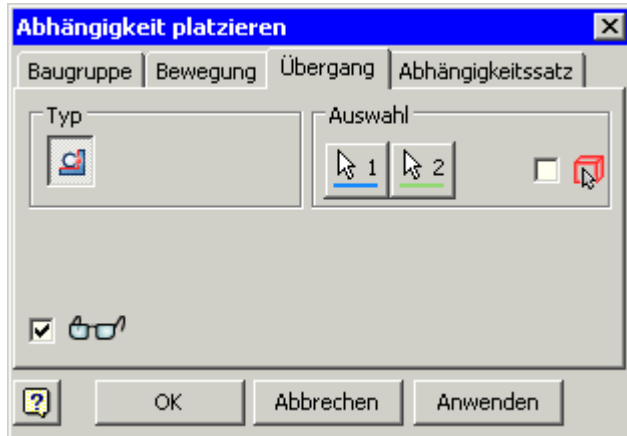 Abhängigkeit platzieren
Baugruppe Bewegung Übergang Abhängigkeitssatz
Typ Auswahl
1 2
OK Abbrechen Anwenden